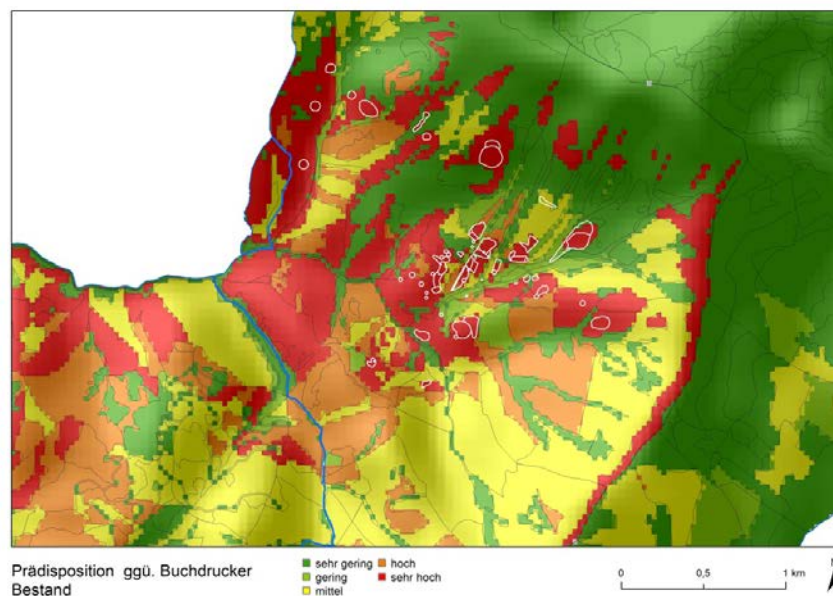 Prädisposition ggü. Buchdrucker
Bestand
sehr gering
gering
mittel
hoch
sehr hoch
0 0,5 1 km